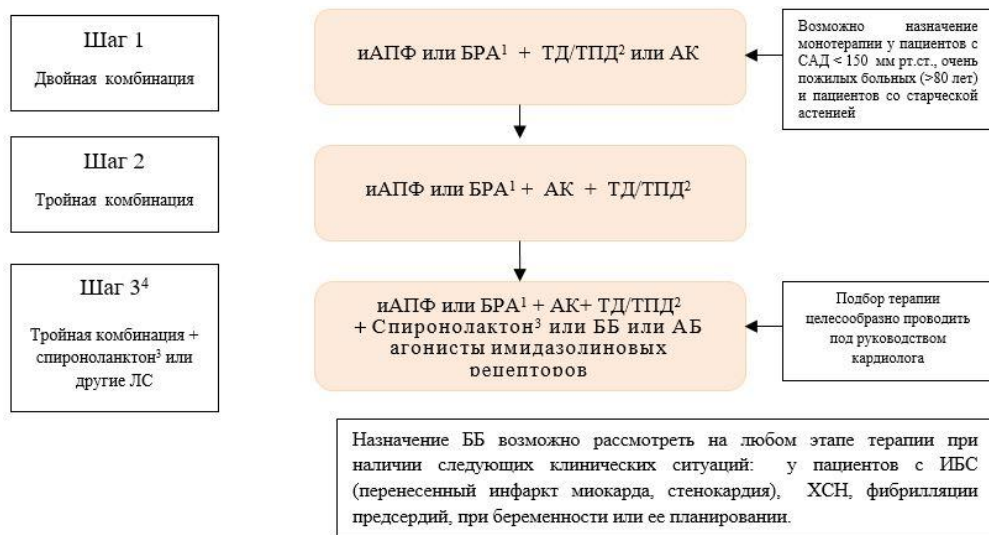 Шаг 1
Двойная комбинация
иАПФ или БРА¹ + ТД/ТПД² или АК
Возможно назначение
монотерапии у пациентов с
САД < 150 мм рт.ст., очень
пожилых больных (>80 лет)
и пациентов со старческой
астенией
Шаг 2
Тройная комбинация
иАПФ или БРА¹ + АК + ТД/ТПД²
Шаг 3⁴
Тройная комбинация +
спироноланктон³ или
другие ЛС
иАПФ или БРА¹ + АК+ ТД/ТПД²
+ Спиронолактон³ или ББ или АБ
агонисты имидазолиновых
рецепторов
Подбор терапии
целесообразно проводить
под руководством
кардиолога
Назначение ББ возможно рассмотреть на любом этапе терапии при
наличии следующих клинических ситуаций: у пациентов с ИБС
(перенесенный инфаркт миокарда, стенокардия), ХСН, фибрилляции
предсердий, при беременности или ее планировании.